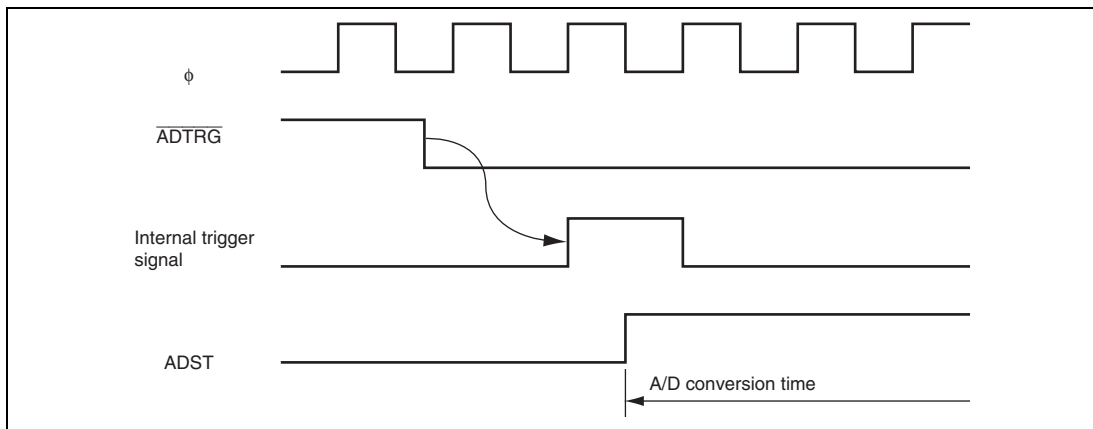 ϕ
ADTRG
Internal trigger
signal
ADST
A/D conversion time